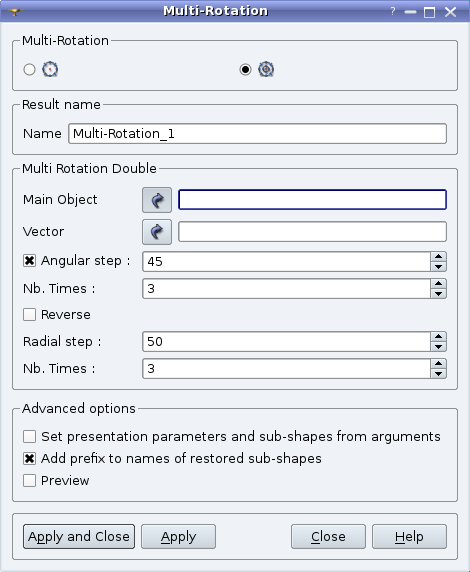 Multi-Rotation ?
Multi-Rotation
Result name
Name Multi-Rotation_1
Multi Rotation Double
Main Object
Vector
Angular step : 45
Nb. Times : 3
Reverse
Radial step : 50
Nb. Times : 3
Advanced options
Set presentation parameters and sub-shapes from arguments
Add prefix to names of restored sub-shapes
Preview
Apply and Close Apply Close Help